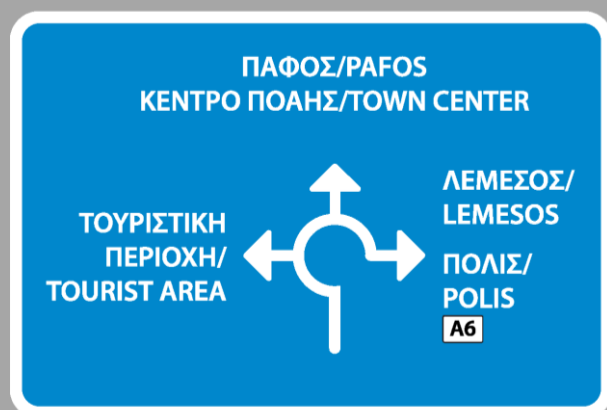 ΠΑΦΟΣ/PAFOS
ΚΕΝΤΡΟ ΠΟΑΗΣ/TOWN CENTER
ΤΟΥΡΙΣΤΙΚΗ
ΠΕΡΙΟΧΗ/
TOURIST AREA
ΛΕΜΕΣΟΣ/
LEMESOS
ΠΟΛΙΣ/
POLIS
A6